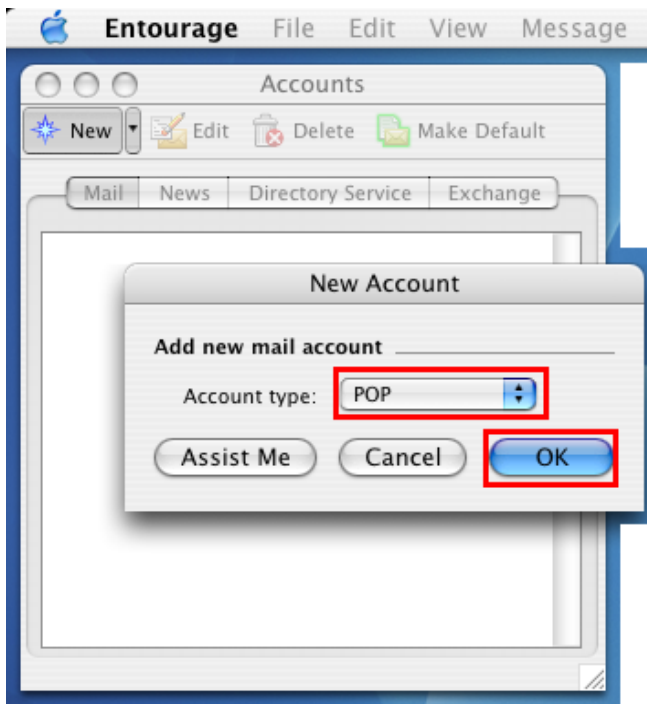 Entourage File Edit View Message
Accounts
New Edit Delete Make Default
Mail News Directory Service Exchange
New Account
Add new mail account
Account type: POP
Assist Me Cancel OK